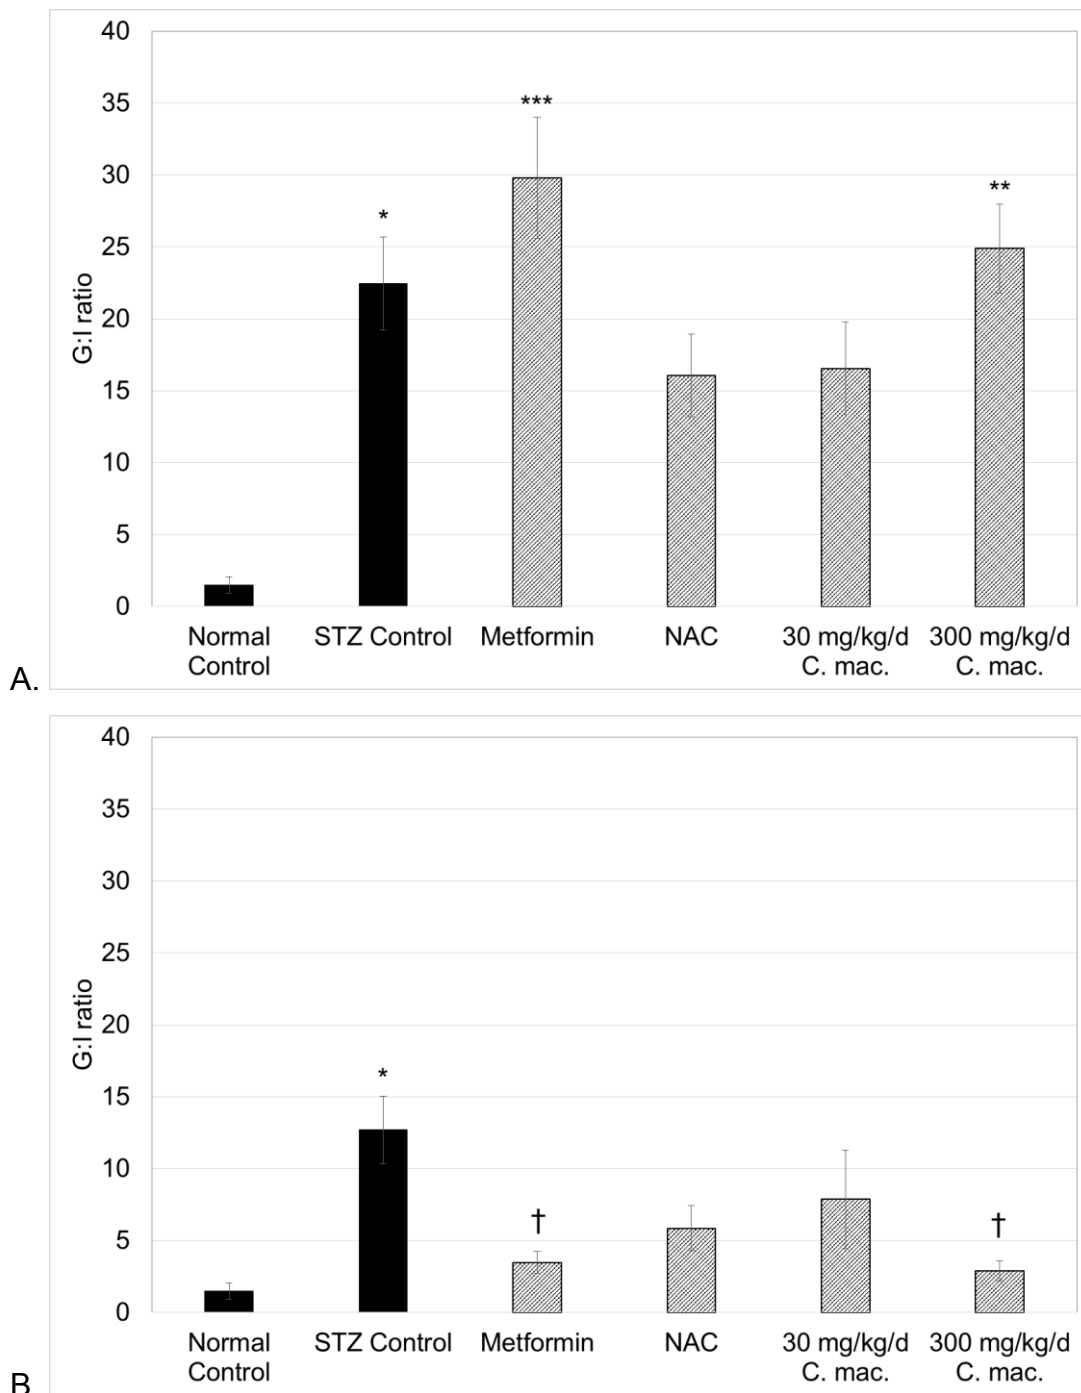 40
35
30
25
20
15
10
5
0
G:I ratio
*
***
**
Normal Control
STZ Control
Metformin
NAC
30 mg/kg/d C. mac.
300 mg/kg/d C. mac.
A.
40
35
30
25
20
15
10
5
0
G:I ratio
*
†
†
Normal Control
STZ Control
Metformin
NAC
30 mg/kg/d C. mac.
300 mg/kg/d C. mac.
B